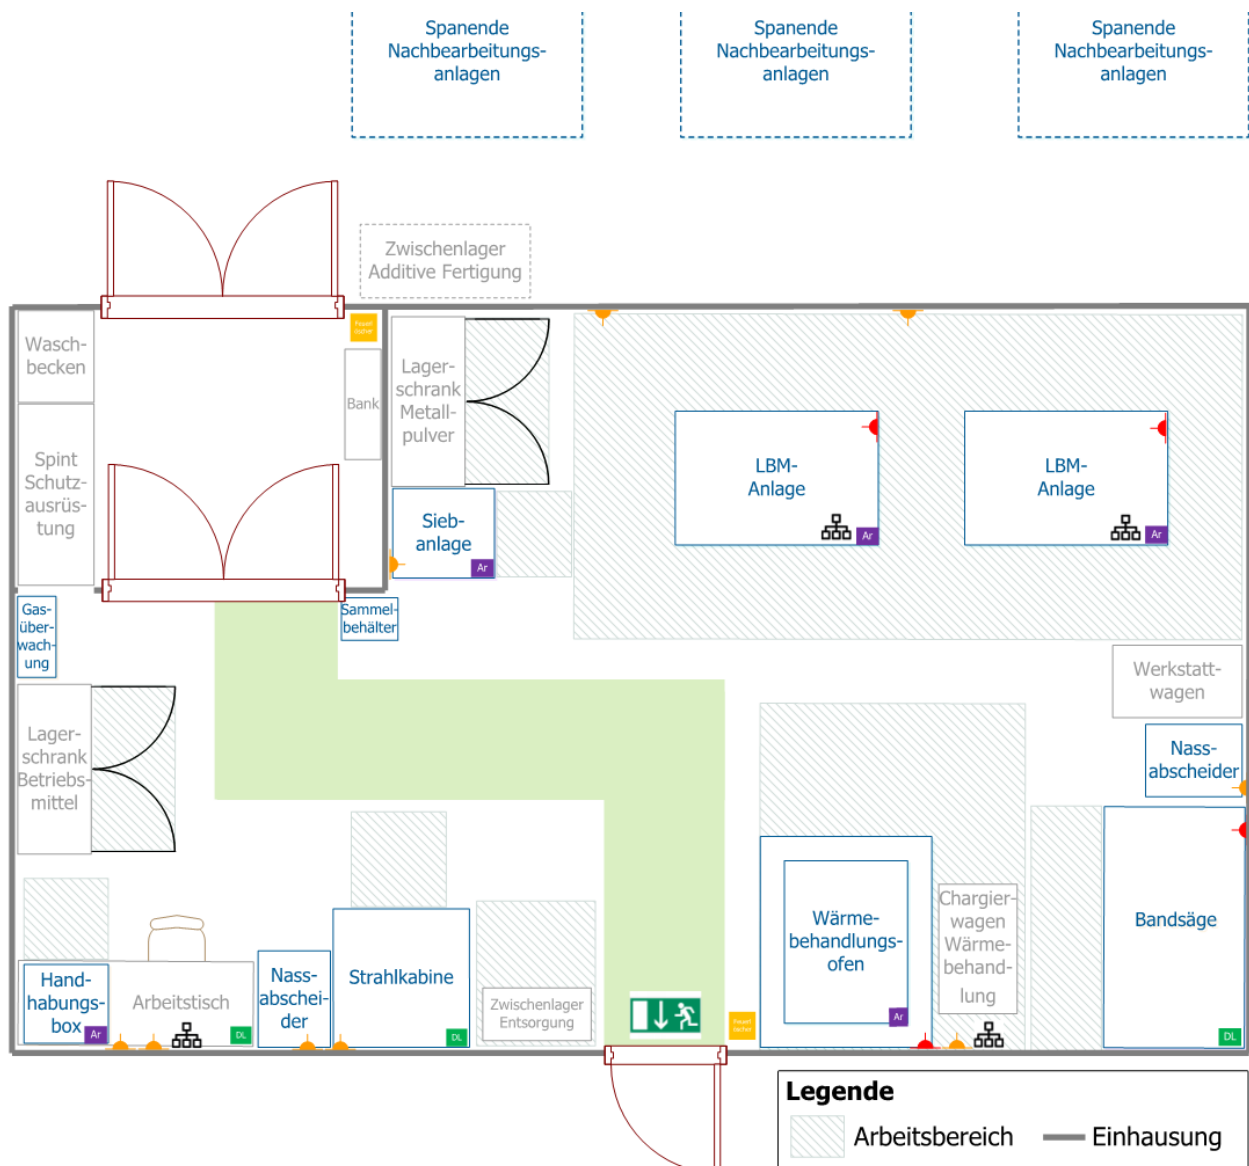 Spanende
Nachbearbeitungs-
anlagen
Spanende
Nachbearbeitungs-
anlagen
Spanende
Nachbearbeitungs-
anlagen
Zwischenlager
Additive Fertigung
Wasch-
becken
Bank
Lager-
schrank
Metall-
pulver
Spint
Schutz-
ausrüs-
tung
LBM-
Anlage
Ar
LBM-
Anlage
Ar
Sieb-
anlage
Ar
Gas-
über-
wach-
ung
Sammel-
behälter
Werkstatt-
wagen
Lager-
schrank
Betriebs-
mittel
Nass-
abscheider
Hand-
habungs-
box
Ar
Arbeitstisch
DL
Nass-
abschei-
der
Strahlkabine
DL
Zwischenlager
Entsorgung
Wärme-
behandlungs-
ofen
Ar
Chargier-
wagen
Wärme-
behand-
lung
Bandsäge
DL
Legende
Arbeitsbereich
Einhausung